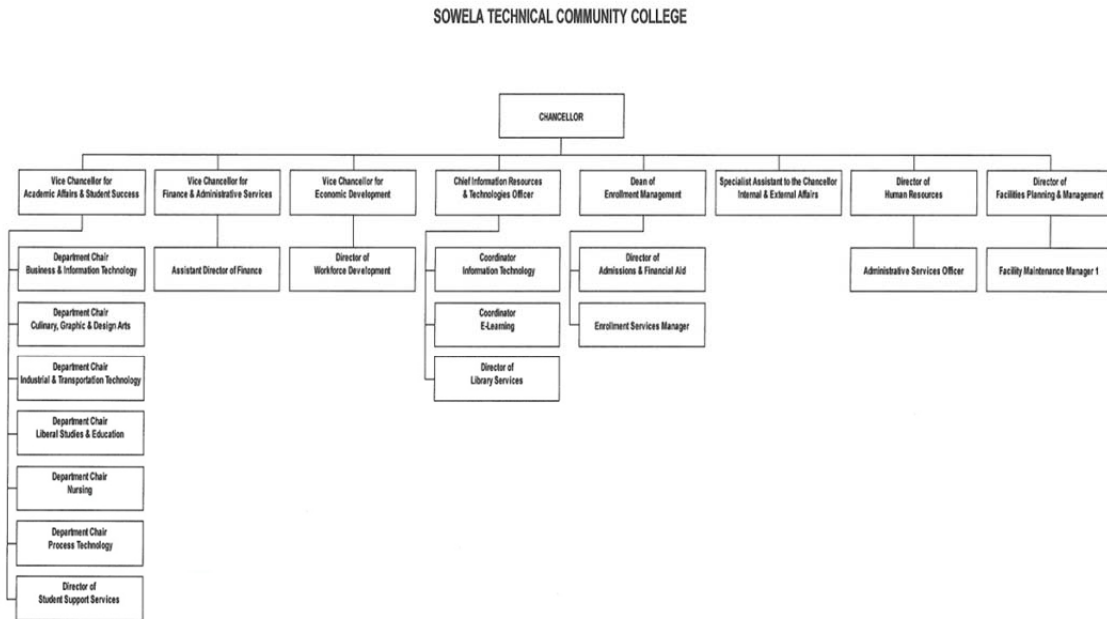 SOWELA TECHNICAL COMMUNITY COLLEGE
CHANCELLOR
Vice Chancellor for
Academic Affairs & Student Success
Vice Chancellor for
Finance & Administrative Services
Vice Chancellor for
Economic Development
Chief Information Resources
& Technologies Officer
Dean of
Enrollment Management
Specialist Assistant to the Chancellor
Internal & External Affairs
Director of
Human Resources
Director of
Facilities Planning & Management
Department Chair
Business & Information Technology
Assistant Director of Finance
Director of
Workforce Development
Coordinator
Information Technology
Director of
Admissions & Financial Aid
Administrative Services Officer
Facility Maintenance Manager 1
Department Chair
Culinary, Graphic & Design Arts
Coordinator
E-Learning
Enrollment Services Manager
Department Chair
Industrial & Transportation Technology
Director of
Library Services
Department Chair
Liberal Studies & Education
Department Chair
Nursing
Department Chair
Process Technology
Director of
Student Support Services